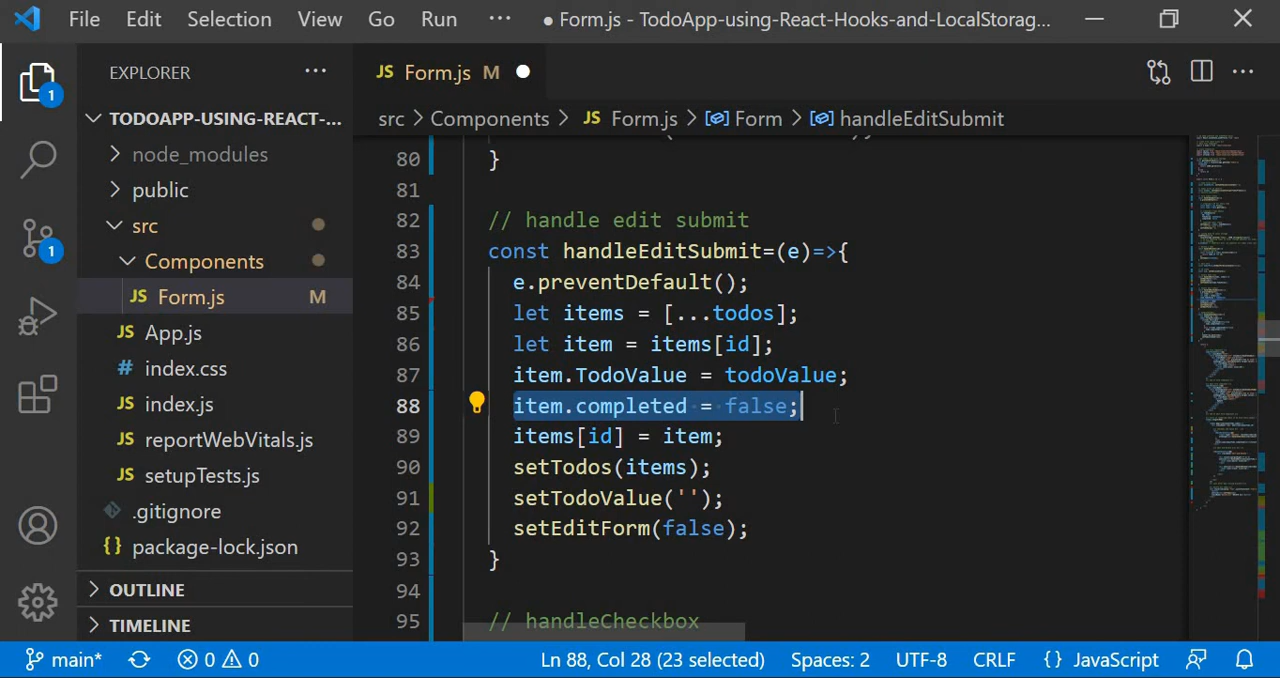 File Edit Selection View Go Run ··· ● Form.js - TodoApp-using-React-Hooks-and-LocalStorag...
EXPLORER ···
JS Form.js M
1
src > Components > JS Form.js > Form > handleEditSubmit
TODOAPP-USING-REACT-...
node_modules
public
src
Components
JS Form.js M
JS App.js
# index.css
JS index.js
JS reportWebVitals.js
JS setupTests.js
.gitignore
{} package-lock.json
OUTLINE
TIMELINE
1
80 }
81
82 // handle edit submit
83 const handleEditSubmit=(e)=>{
84 e.preventDefault();
85 let items = [...todos];
86 let item = items[id];
87 item.TodoValue = todoValue;
88 item.completed = false;
89 items[id] = item;
90 setTodos(items);
91 setTodoValue('');
92 setEditForm(false);
93 }
94
95 // handleCheckbox
main* 0 0 Ln 88, Col 28 (23 selected) Spaces: 2 UTF-8 CRLF {} JavaScript